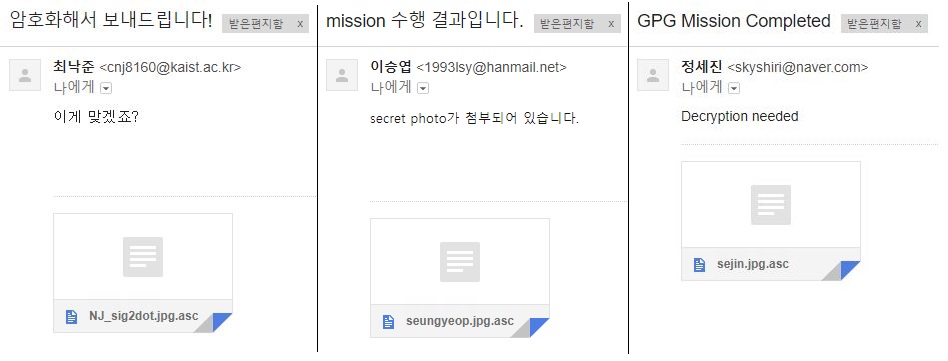 암호화해서 보내드립니다! 받은편지함 x
최낙준 <cnj8160@kaist.ac.kr>
나에게
이게 맞겠죠?
NJ_sig2dot.jpg.asc
mission 수행 결과입니다. 받은편지함 x
이승엽 <1993lsy@hanmail.net>
나에게
secret photo가 첨부되어 있습니다.
seungyeop.jpg.asc
GPG Mission Completed 받은편지함 x
정세진 <skyshiri@naver.com>
나에게
Decryption needed
sejin.jpg.asc